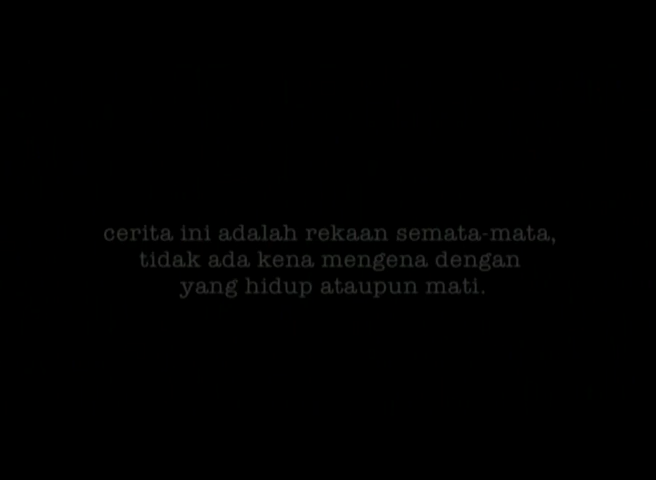 cerita ini adalah rekaan semata-mata,
tidak ada kena mengena dengan
yang hidup ataupun mati.